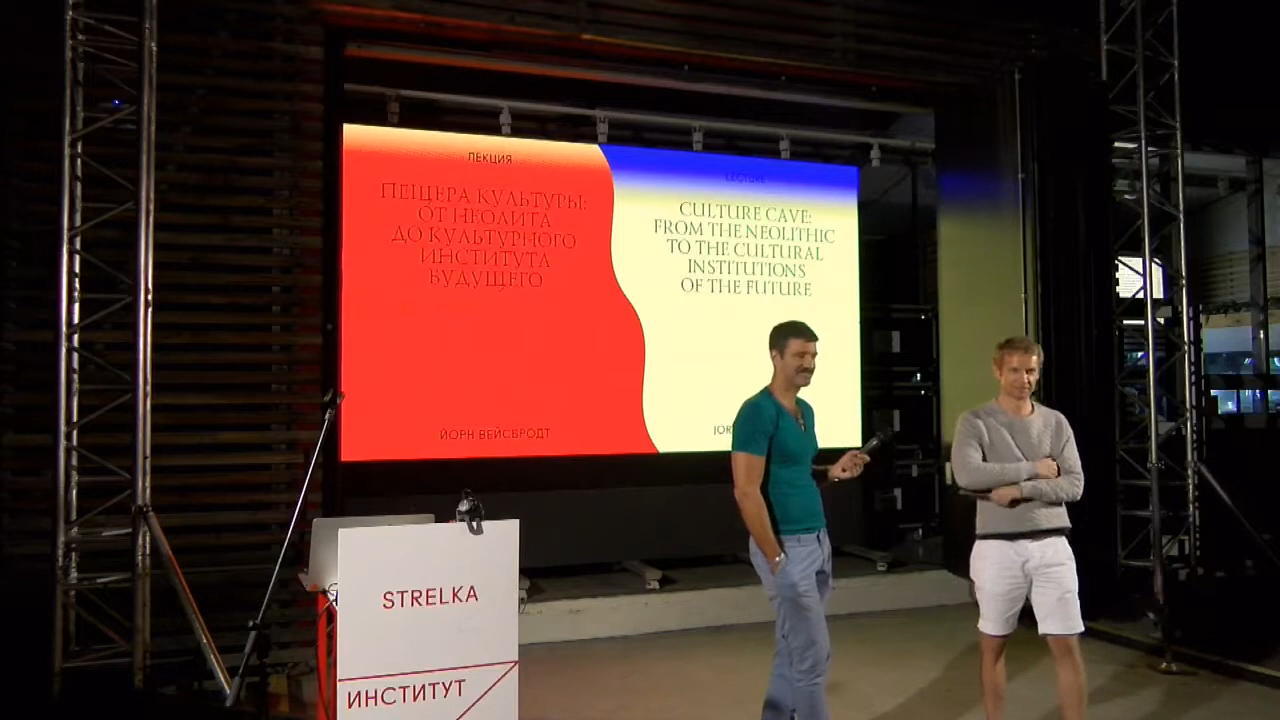 ЛЕКЦИЯ
ПЕЩЕРА КУЛЬТУРЫ:
ОТ НЕОЛИТА
ДО КУЛЬТУРНОГО
ИНСТИТУТА
БУДУЩЕГО
ЙОРН ВЕЙСБРОДТ
LECTURE
CULTURE CAVE:
FROM THE NEOLITHIC
TO THE CULTURAL
INSTITUTIONS
OF THE FUTURE
STRELKA
ИНСТИТУТ